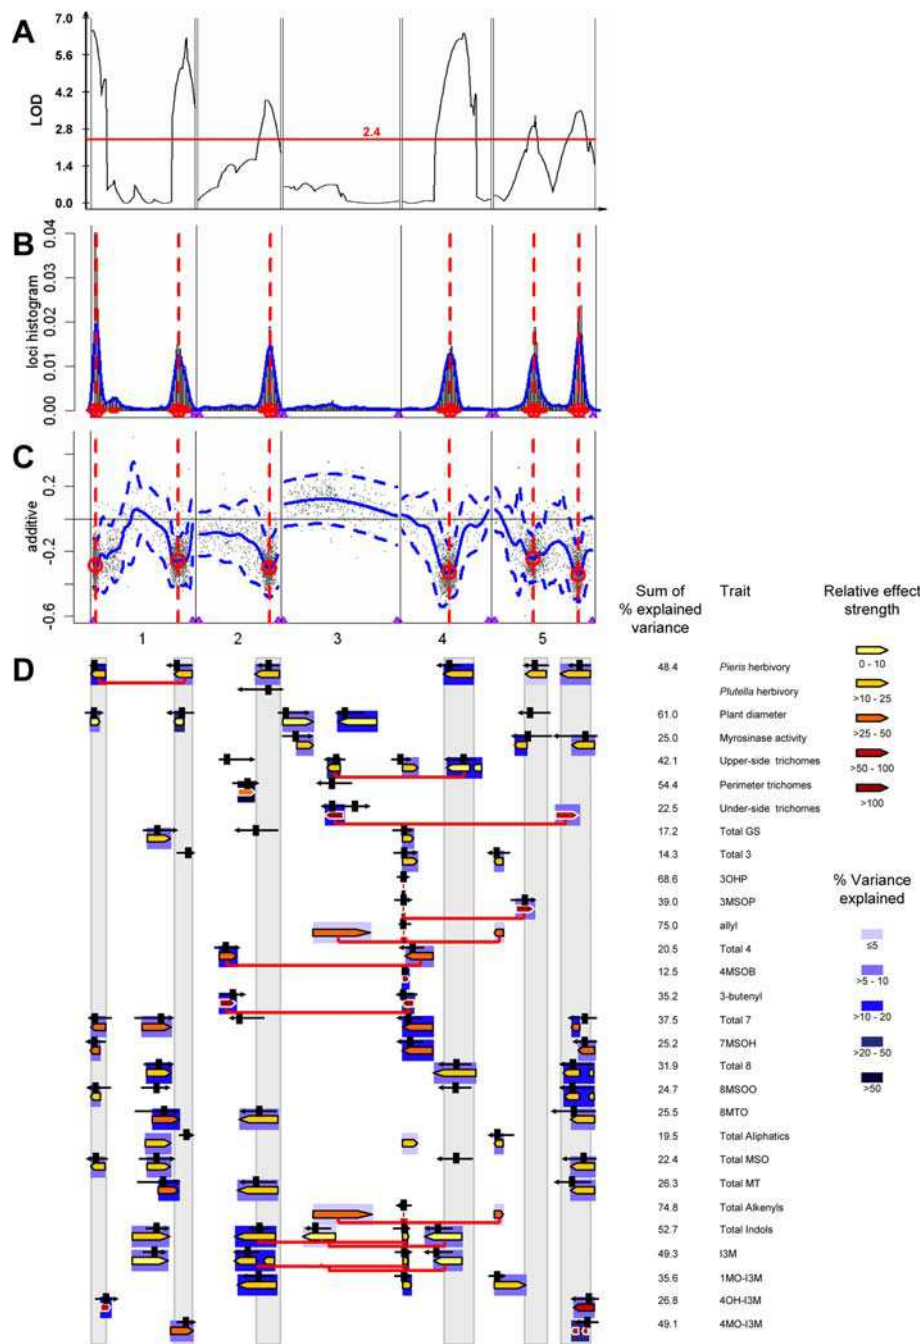 A
LOD
7.0
5.6
4.2
2.8
1.4
0.0
2.4
B
loci histogram
0.04
0.03
0.02
0.01
0.00
C
additive
0.2
-0.2
-0.6
1 2 3 4 5
D
Sum of % explained variance
Trait
48.4 Pieris herbivory
Plutella herbivory
61.0 Plant diameter
25.0 Myrosinase activity
42.1 Upper-side trichomes
54.4 Perimeter trichomes
22.5 Under-side trichomes
17.2 Total GS
14.3 Total 3
68.6 3OHP
39.0 3MSOP
75.0 allyl
20.5 Total 4
12.5 4MSOB
35.2 3-butenyl
37.5 Total 7
25.2 7MSOH
31.9 Total 8
24.7 8MSOO
25.5 8MTO
19.5 Total Aliphatics
22.4 Total MSO
26.3 Total MT
74.8 Total Alkenyls
52.7 Total Indols
49.3 I3M
35.6 1MO-I3M
26.8 4OH-I3M
49.1 4MO-I3M
Relative effect strength
0 - 10
>10 - 25
>25 - 50
>50 - 100
>100
% Variance explained
≤5
>5 - 10
>10 - 20
>20 - 50
>50